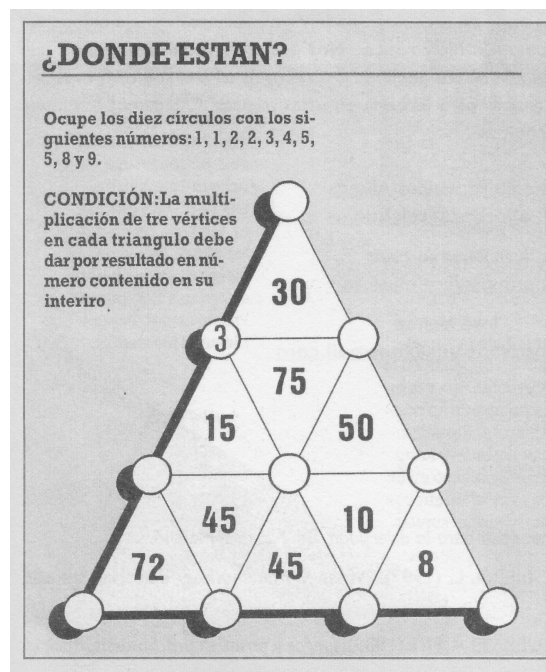 ¿DONDE ESTAN?
Ocupe los diez círculos con los si-
guientes números: 1, 1, 2, 2, 3, 4, 5,
5, 8 y 9.
CONDICIÓN:La multi-
plicación de tre vértices
en cada triangulo debe
dar por resultado en nú-
mero contenido en su
interiro
30
3
75
15
50
45
10
72
45
8